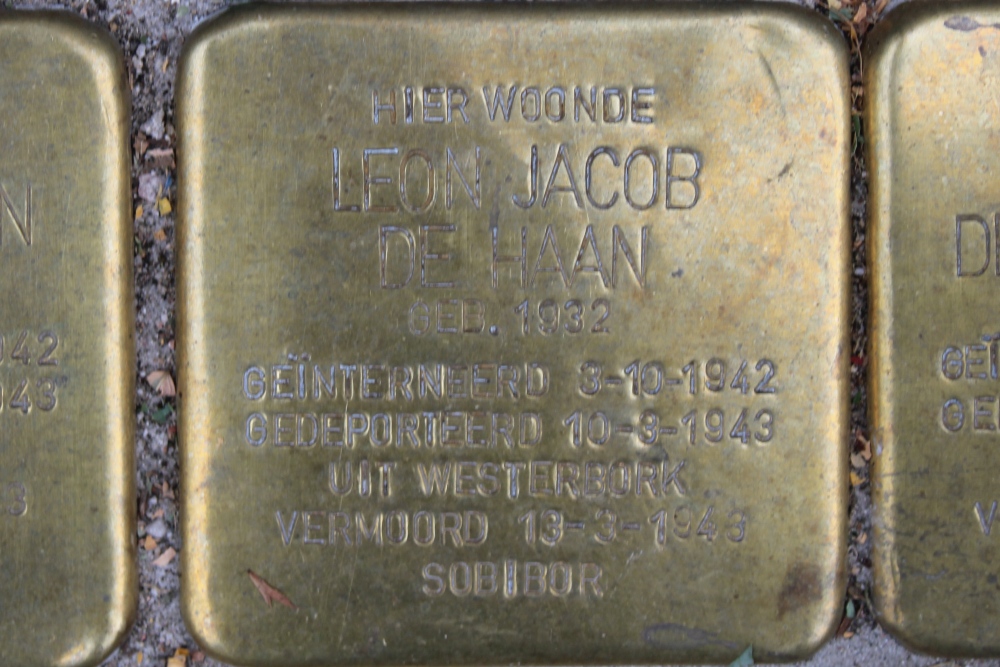 HIER WOONDE
LEON JACOB
DE HAAN
GEB. 1932
GEÏNTERNEERD 3-10-1942
GEDEPORTEERD 10-3-1943
UIT WESTERBORK
VERMOORD 13-3-1943
SOBIBOR